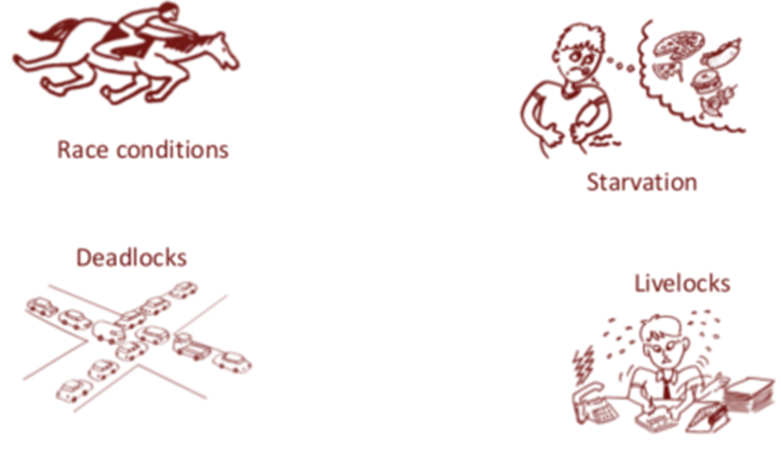 Race conditions
Starvation
Deadlocks
Livelocks